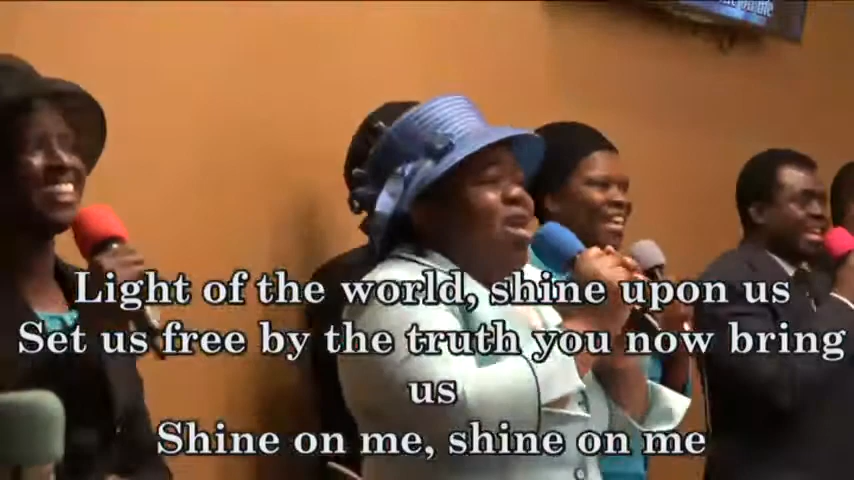 Light of the world, shine upon us
Set us free by the truth you now bring
us
Shine on me, shine on me